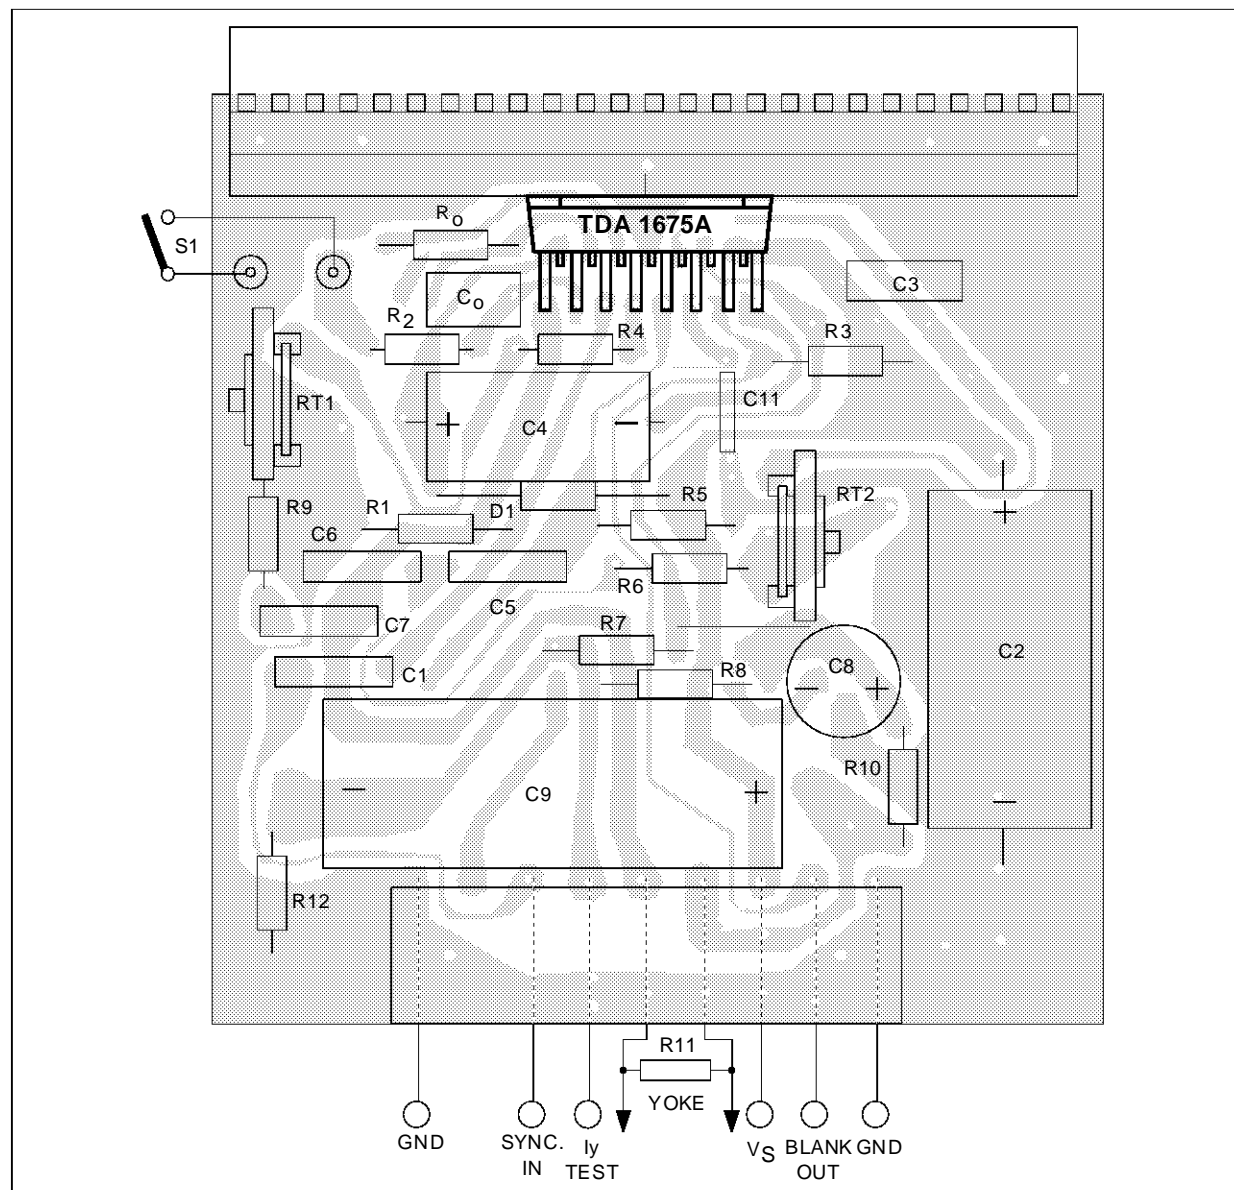 TDA 1675A
Ro
S1
Co
C3
R2
R4
R3
RT1
C4
C11
+
−
R9
R1
D1
R5
RT2
C6
+
R6
C5
C7
R7
C2
C1
R8
C8
−
+
R10
C9
−
+
−
R12
R11
YOKE
GND
SYNC.
IN
Iy
TEST
VS
BLANK
OUT
GND